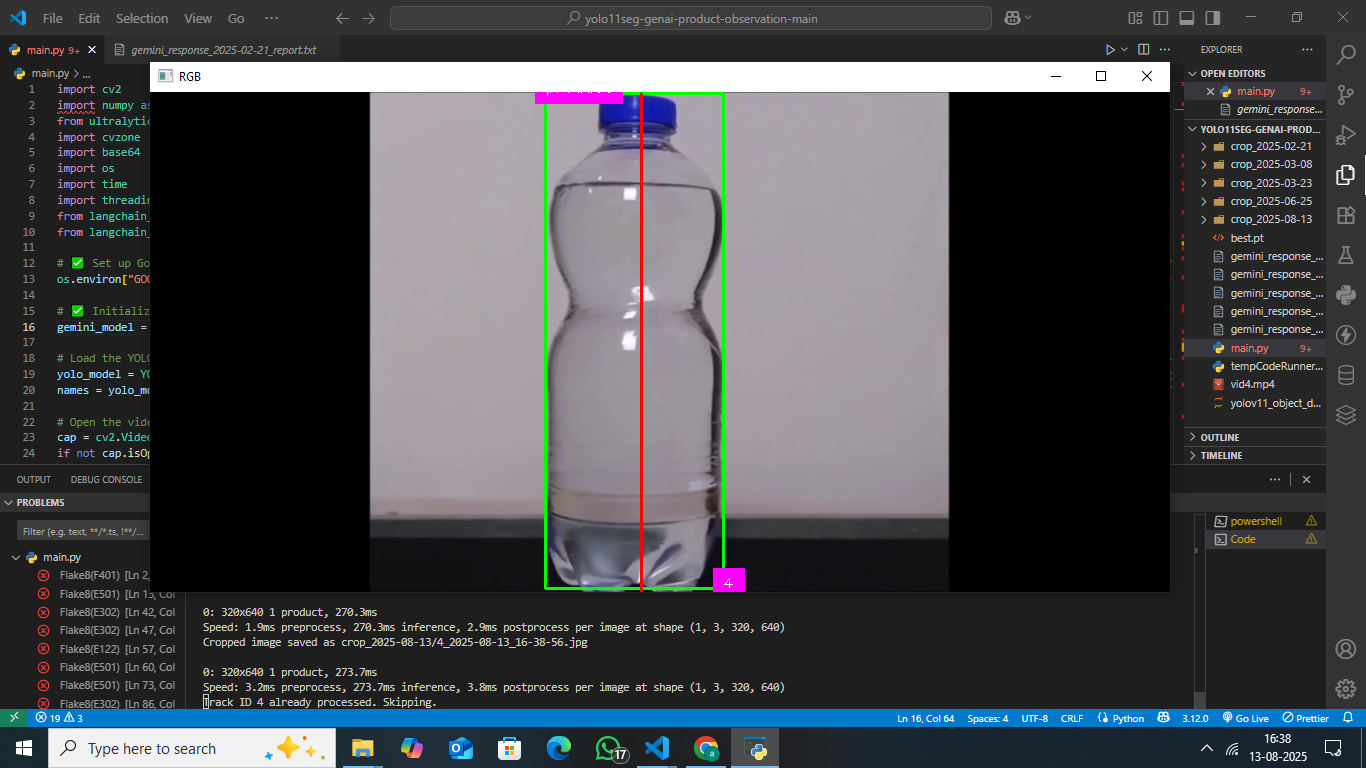 File Edit Selection View Go ···
yolo11seg-genai-product-observation-main
main.py 9+
gemini_response_2025-02-21_report.txt
main.py > ...
RGB
1 import cv2
2 import numpy as
3 from ultralytic
4 import cvzone
5 import base64
6 import os
7 import time
8 import threadin
9 from langchain_
10 from langchain_
11
12 # ✅ Set up Go
13 os.environ["GOO
14
15 # ✅ Initializ
16 gemini_model =
17
18 # Load the YOLO
19 yolo_model = YO
20 names = yolo_mo
21
22 # Open the vide
23 cap = cv2.Video
24 if not cap.isOp
4
EXPLORER ···
OPEN EDITORS
main.py 9+
gemini_response...
YOLO11SEG-GENAI-PROD...
crop_2025-02-21
crop_2025-03-08
crop_2025-03-23
crop_2025-06-25
crop_2025-08-13
best.pt
gemini_response_...
gemini_response_...
gemini_response_...
gemini_response_...
gemini_response_...
main.py 9+
tempCodeRunner...
vid4.mp4
yolov11_object_d...
OUTLINE
TIMELINE
OUTPUT DEBUG CONSOLE
PROBLEMS
Filter (e.g. text, **/*.ts, !**/...
main.py
Flake8(F401) [Ln 2,
Flake8(E501) [Ln 13, Col
Flake8(E302) [Ln 42, Col
Flake8(E302) [Ln 47, Col
Flake8(E122) [Ln 57, Col
Flake8(E501) [Ln 60, Col
Flake8(E501) [Ln 73, Col
Flake8(E302) [Ln 86, Col
0: 320x640 1 product, 270.3ms
Speed: 1.9ms preprocess, 270.3ms inference, 2.9ms postprocess per image at shape (1, 3, 320, 640)
Cropped image saved as crop_2025-08-13/4_2025-08-13_16-38-56.jpg
0: 320x640 1 product, 273.7ms
Speed: 3.2ms preprocess, 273.7ms inference, 3.8ms postprocess per image at shape (1, 3, 320, 640)
Track ID 4 already processed. Skipping.
powershell
Code
19 3
Ln 16, Col 64 Spaces: 4 UTF-8 CRLF Python 3.12.0 Go Live Prettier
Type here to search
17
16:38
13-08-2025